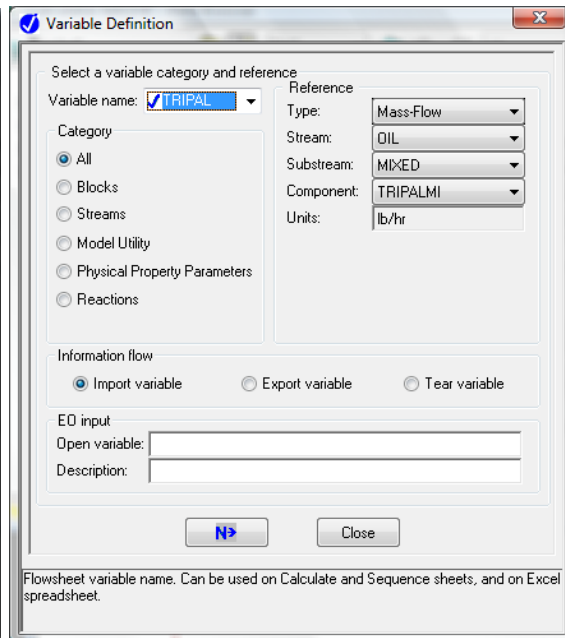 Variable Definition
Select a variable category and reference
Variable name: TRIPAL
Category
All
Blocks
Streams
Model Utility
Physical Property Parameters
Reactions
Reference
Type: Mass-Flow
Stream: OIL
Substream: MIXED
Component: TRIPALMI
Units: lb/hr
Information flow
Import variable Export variable Tear variable
EO input
Open variable:
Description:
N> Close
Flowsheet variable name. Can be used on Calculate and Sequence sheets, and on Excel
spreadsheet.